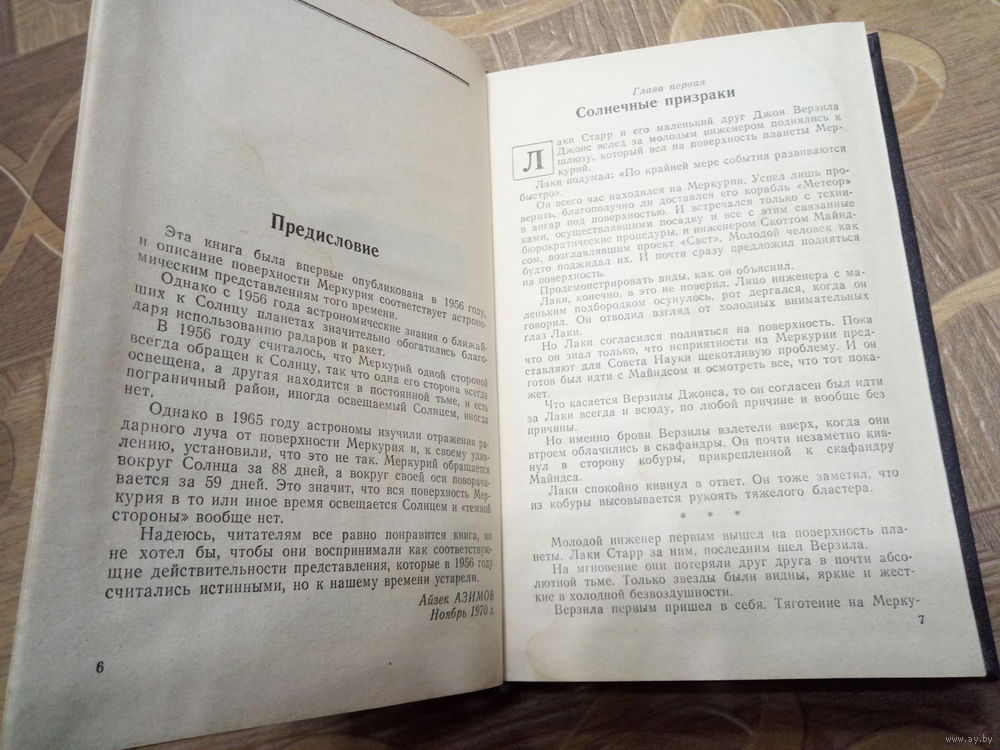 Предисловие
Эта книга была впервые опубликована в 1956 году,
и описание поверхности Меркурия соответствует астроно-
мическим представлениям того времени.
Однако с 1956 года астрономические знания о ближай-
ших к Солнцу планетах значительно обогатились благо-
даря использованию радаров и ракет.
В 1956 году считалось, что Меркурий одной стороной
всегда обращен к Солнцу, так что одна его сторона всегда
освещена, а другая находится в постоянной тьме, и есть
пограничный район, иногда освещаемый Солнцем, иногда
нет.
Однако в 1965 году астрономы изучили отражения ра-
дарного луча от поверхности Меркурия и, к своему удив-
лению, установили, что это не так. Меркурий обращается
вокруг Солнца за 88 дней, а вокруг своей оси поворачи-
вается за 59 дней. Это значит, что вся поверхность Мер-
курия в то или иное время освещается Солнцем и «темной
стороны» вообще нет.
Надеюсь, читателям все равно понравится книга, но
не хотел бы, чтобы они воспринимали как соответствую-
щие действительности представления, которые в 1956 году
считались истинными, но к нашему времени устарели.
Айзек АЗИМОВ
Ноябрь 1970 г.
6
Глава первая
Солнечные призраки
Лаки Старр и его маленький друг Джон Верзила
Джонс вслед за молодым инженером поднялись к
шлюзу, который вел на поверхность планеты Мер-
курий.
Лаки подумал: «По крайней мере события развиваются
быстро».
Он всего час находился на Меркурии. Успел лишь про-
верить, благополучно ли доставлен его корабль «Метеор»
в ангар под поверхностью. И встречался только с техни-
ками, осуществлявшими посадку и все с этим связанные
бюрократические процедуры, и инженером Скоттом Майнд-
сом, возглавлявшим проект «Свет». Молодой человек как
будто поджидал их. И почти сразу предложил подняться
на поверхность.
Продемонстрировать виды, как он объяснил.
Лаки, конечно, в это не поверил. Лицо инженера с ма-
леньким подбородком осунулось, рот дергался, когда он
говорил. Он отводил взгляд от холодных внимательных
глаз Лаки.
Но Лаки согласился подняться на поверхность. Пока
что он знал только, что неприятности на Меркурии пред-
ставляют для Совета Науки щекотливую проблему. И он
готов был идти с Майндсом и осмотреть все, что тот пока-
жет.
Что касается Верзилы Джонса, то он согласен был идти
за Лаки всегда и всюду, по любой причине и вообще без
причины.
Но именно брови Верзилы взлетели вверх, когда они
втроем облачились в скафандры. Он почти незаметно кив-
нул в сторону кобуры, прикрепленной к скафандру
Майндса.
Лаки спокойно кивнул в ответ. Он тоже заметил, что
из кобуры высовывается рукоять тяжелого бластера.
* * *
Молодой инженер первым вышел на поверхность пла-
неты. Лаки Старр за ним, последним шел Верзила.
На мгновение они потеряли друг друга в почти абсо-
лютной тьме. Только звезды были видны, яркие и жест-
кие в холодной безвоздушности.
Верзила первым пришел в себя. Тяготение на Мерку-
7
www.ay.by